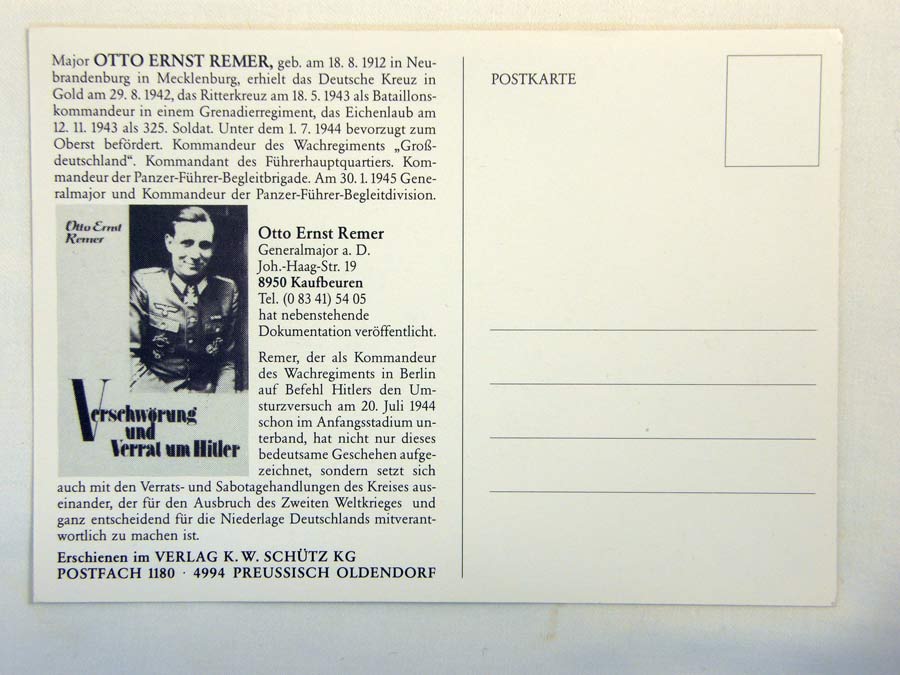 Major OTTO ERNST REMER, geb. am 18. 8. 1912 in Neu-
brandenburg in Mecklenburg, erhielt das Deutsche Kreuz in
Gold am 29. 8. 1942, das Ritterkreuz am 18. 5. 1943 als Bataillons-
kommandeur in einem Grenadierregiment, das Eichenlaub am
12. 11. 1943 als 325. Soldat. Unter dem 1. 7. 1944 bevorzugt zum
Oberst befördert. Kommandeur des Wachregiments „Groß-
deutschland“. Kommandant des Führerhauptquartiers. Kom-
mandeur der Panzer-Führer-Begleitbrigade. Am 30. 1. 1945 Gene-
ralmajor und Kommandeur der Panzer-Führer-Begleitdivision.
Otto Ernst
Remer
Verschwörung
und
Verrat um Hitler
Otto Ernst Remer
Generalmajor a. D.
Joh.-Haag-Str. 19
8950 Kaufbeuren
Tel. (0 83 41) 54 05
hat nebenstehende
Dokumentation veröffentlicht.
Remer, der als Kommandeur
des Wachregiments in Berlin
auf Befehl Hitlers den Um-
sturzversuch am 20. Juli 1944
schon im Anfangsstadium un-
terband, hat nicht nur dieses
bedeutsame Geschehen aufge-
zeichnet, sondern setzt sich
auch mit den Verrats- und Sabotagehandlungen des Kreises aus-
einander, der für den Ausbruch des Zweiten Weltkrieges und
ganz entscheidend für die Niederlage Deutschlands mitverant-
wortlich zu machen ist.
Erschienen im VERLAG K. W. SCHÜTZ KG
POSTFACH 1180 · 4994 PREUSSISCH OLDENDORF
POSTKARTE